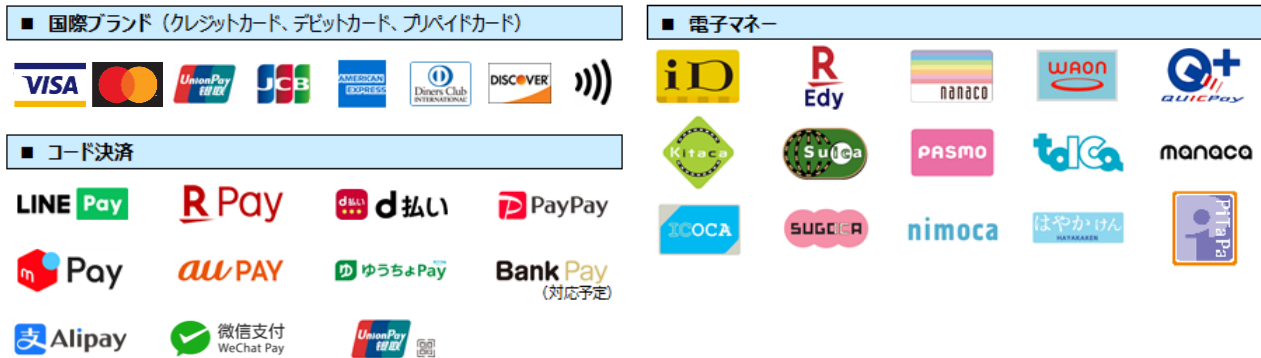 ■ 国際ブランド（クレジットカード、デビットカード、プリペイドカード）
VISA
UnionPay
银联
JCB
AMERICAN
EXPRESS
Diners Club
INTERNATIONAL
DISCOVER
■ コード決済
LINE Pay
R Pay
d払い d払い
PayPay
m Pay
au PAY
ゆ ゆうちょPay
Bank Pay
（対応予定）
支 Alipay
微信支付
WeChat Pay
UnionPay
银联
■ 電子マネー
iD
R
Edy
nanaco
WAON
Q+
QUICPay
Kitaca
Suica
PASMO
toICa
manaca
ICOCA
SUGOCA
nimoca
はやかけん
HAYAKAKEN
PiTaPa